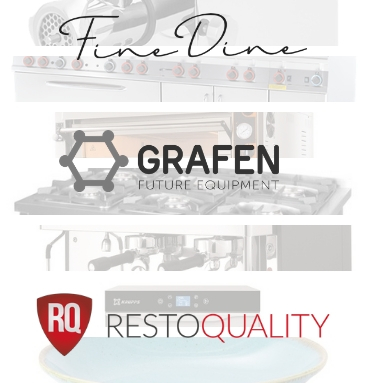 Fine Dine
GRAFEN
FUTURE EQUIPMENT
RQ
RESTOQUALITY